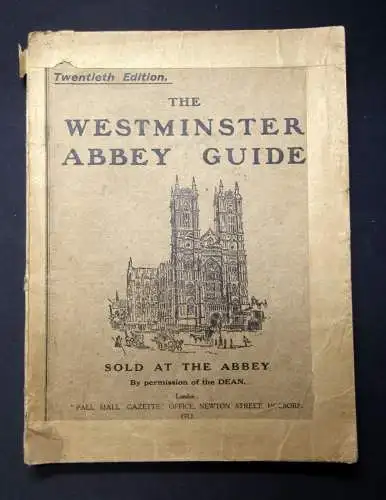 Twentieth Edition.
THE
WESTMINSTER
ABBEY GUIDE
SOLD AT THE ABBEY
By permission of the DEAN.
London:
"PALL MALL GAZETTE" OFFICE, NEWTON STREET, HOLBORN.